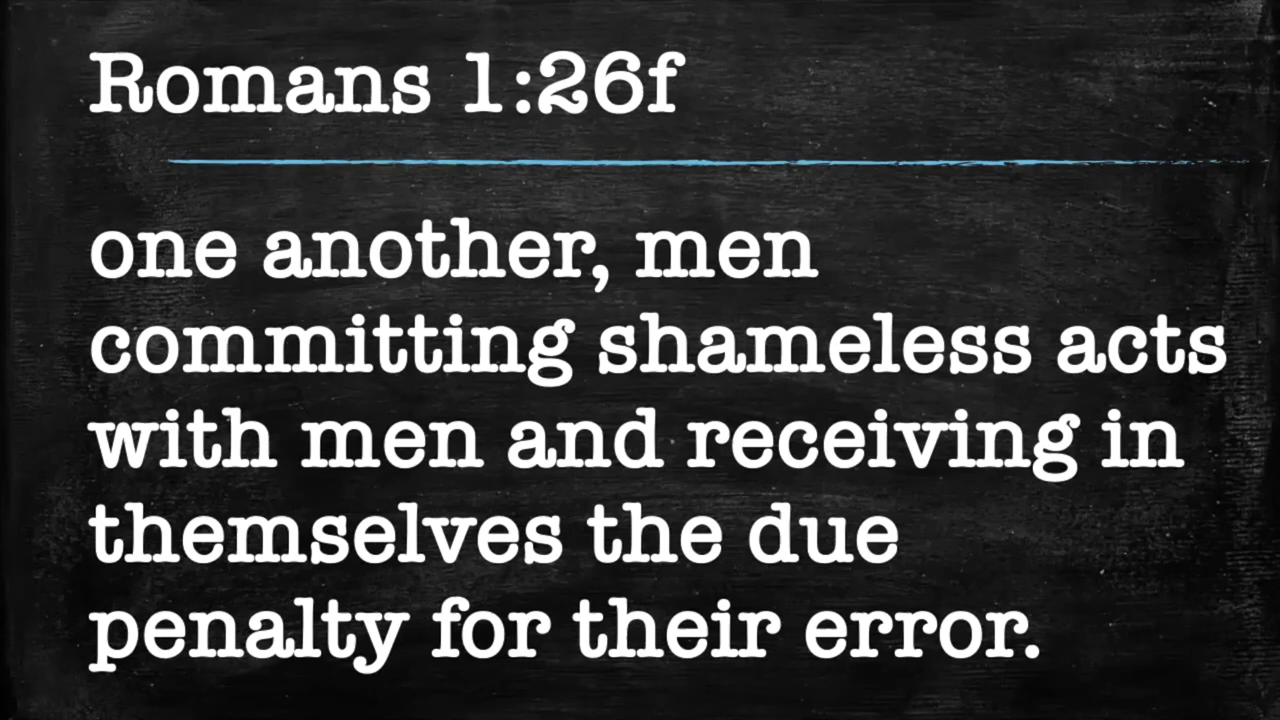 Romans 1:26f
one another, men
committing shameless acts
with men and receiving in
themselves the due
penalty for their error.